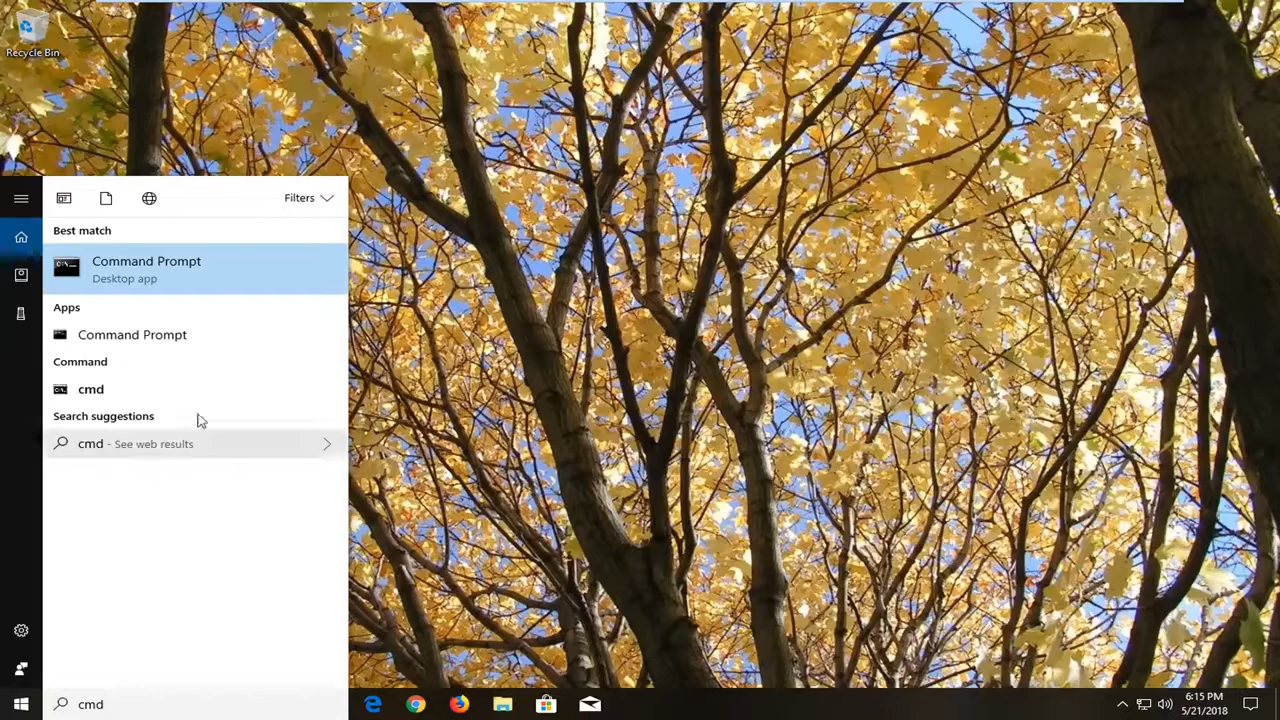 Recycle Bin
Filters
Best match
Command Prompt
Desktop app
Apps
Command Prompt
Command
cmd
Search suggestions
cmd - See web results
cmd
6:15 PM
5/21/2018